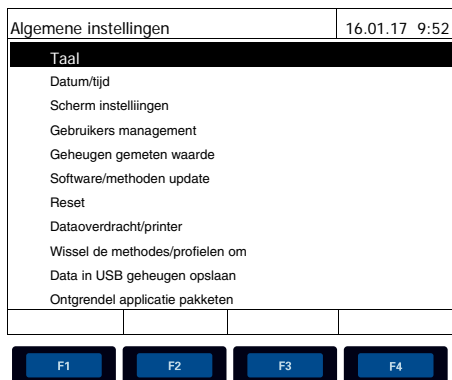 Algemene instellingen 16.01.17 9:52
Taal
Datum/tijd
Scherm instelliingen
Gebruikers management
Geheugen gemeten waarde
Software/methoden update
Reset
Dataoverdracht/printer
Wissel de methodes/profielen om
Data in USB geheugen opslaan
Ontgrendel applicatie pakketen
F1 F2 F3 F4